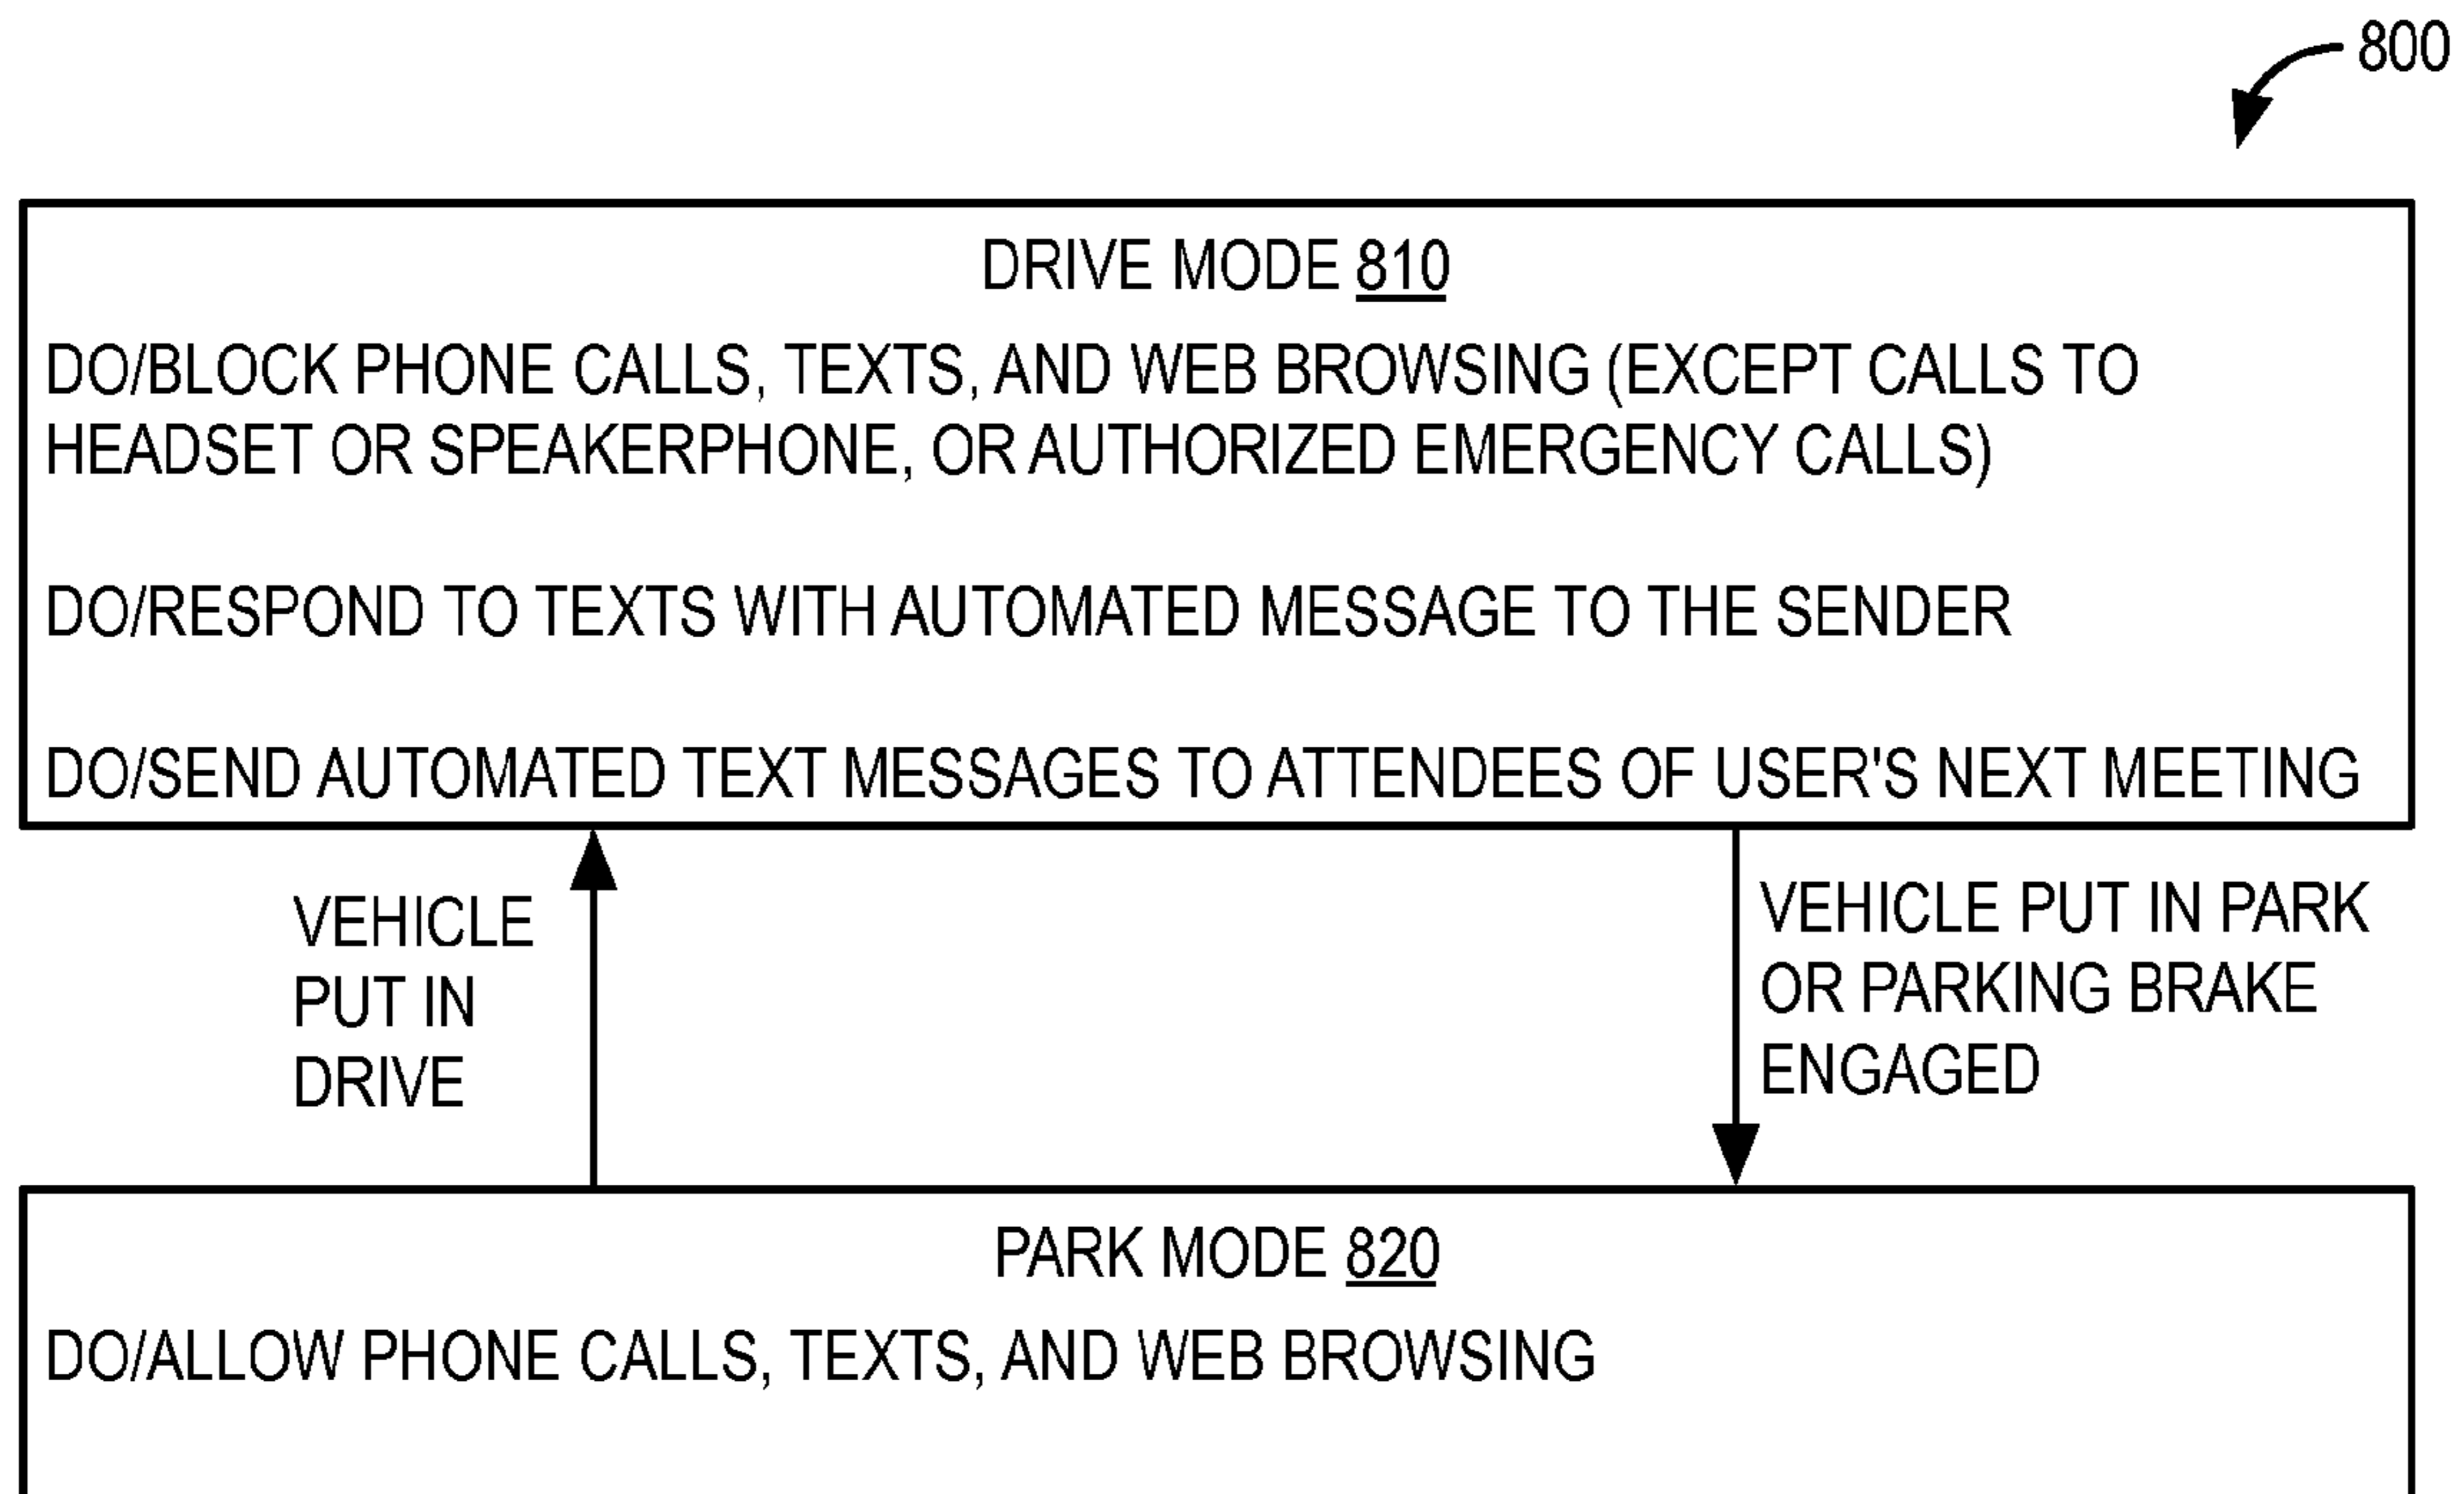 800
DRIVE MODE 810
DO/BLOCK PHONE CALLS, TEXTS, AND WEB BROWSING (EXCEPT CALLS TO
HEADSET OR SPEAKERPHONE, OR AUTHORIZED EMERGENCY CALLS)
DO/RESPOND TO TEXTS WITH AUTOMATED MESSAGE TO THE SENDER
DO/SEND AUTOMATED TEXT MESSAGES TO ATTENDEES OF USER'S NEXT MEETING
VEHICLE
PUT IN
DRIVE
VEHICLE PUT IN PARK
OR PARKING BRAKE
ENGAGED
PARK MODE 820
DO/ALLOW PHONE CALLS, TEXTS, AND WEB BROWSING